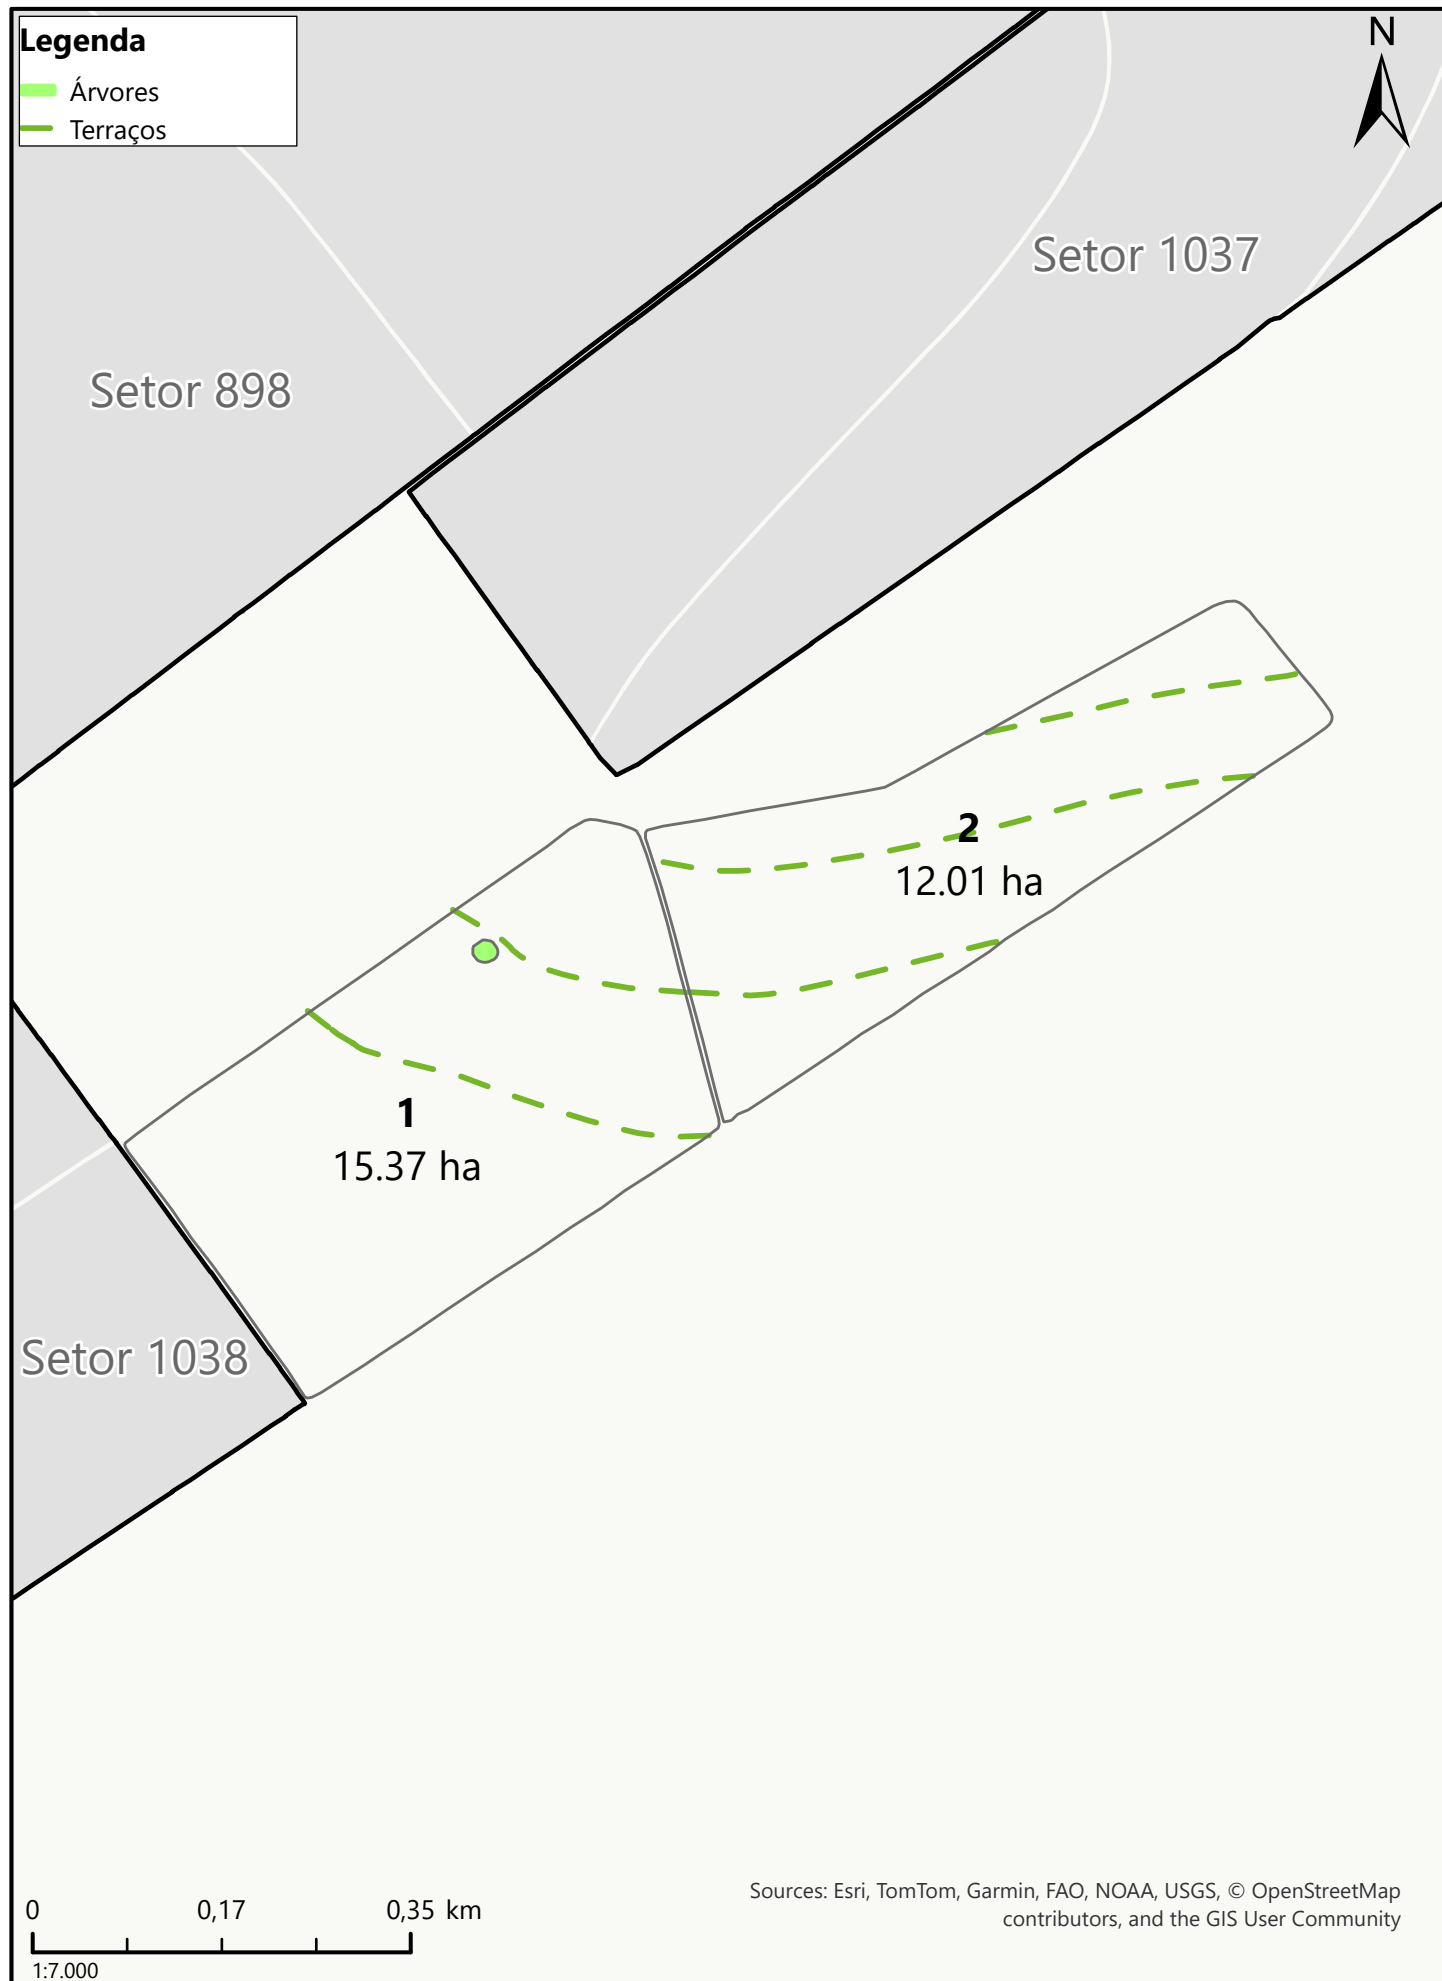 Legenda
Árvores
Terraços
N
Setor 1037
Setor 898
2
12.01 ha
1
15.37 ha
Setor 1038
0 0,17 0,35 km
1:7.000
Sources: Esri, TomTom, Garmin, FAO, NOAA, USGS, © OpenStreetMap
contributors, and the GIS User Community